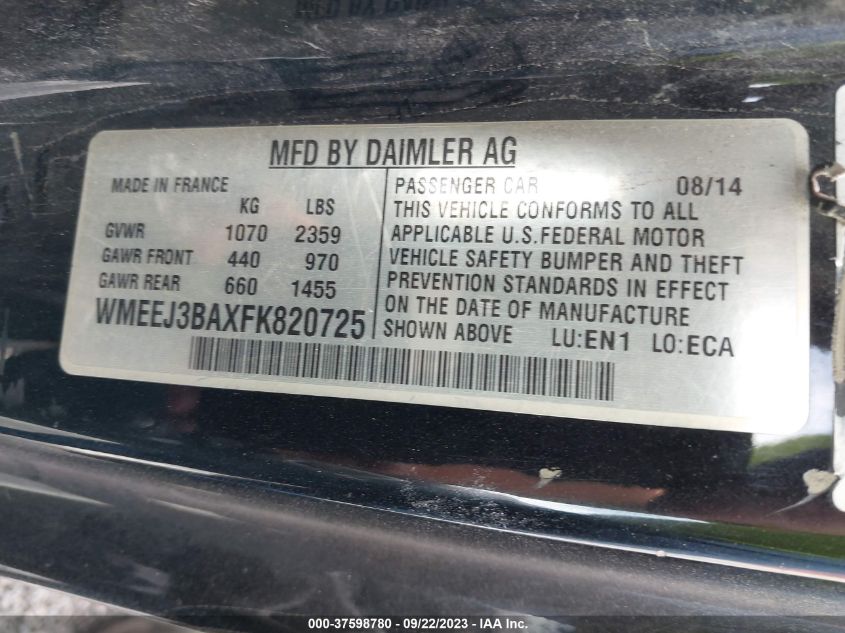 MFD BY DAIMLER AG
MADE IN FRANCE
KG LBS
GVWR 1070 2359
GAWR FRONT 440 970
GAWR REAR 660 1455
WMEEJ3BAXFK820725
PASSENGER CAR 08/14
THIS VEHICLE CONFORMS TO ALL
APPLICABLE U.S.FEDERAL MOTOR
VEHICLE SAFETY BUMPER AND THEFT
PREVENTION STANDARDS IN EFFECT
ON THE DATE OF MANUFACTURE
SHOWN ABOVE LU:EN1 LO:ECA
000-37598780 - 09/22/2023 - IAA Inc.